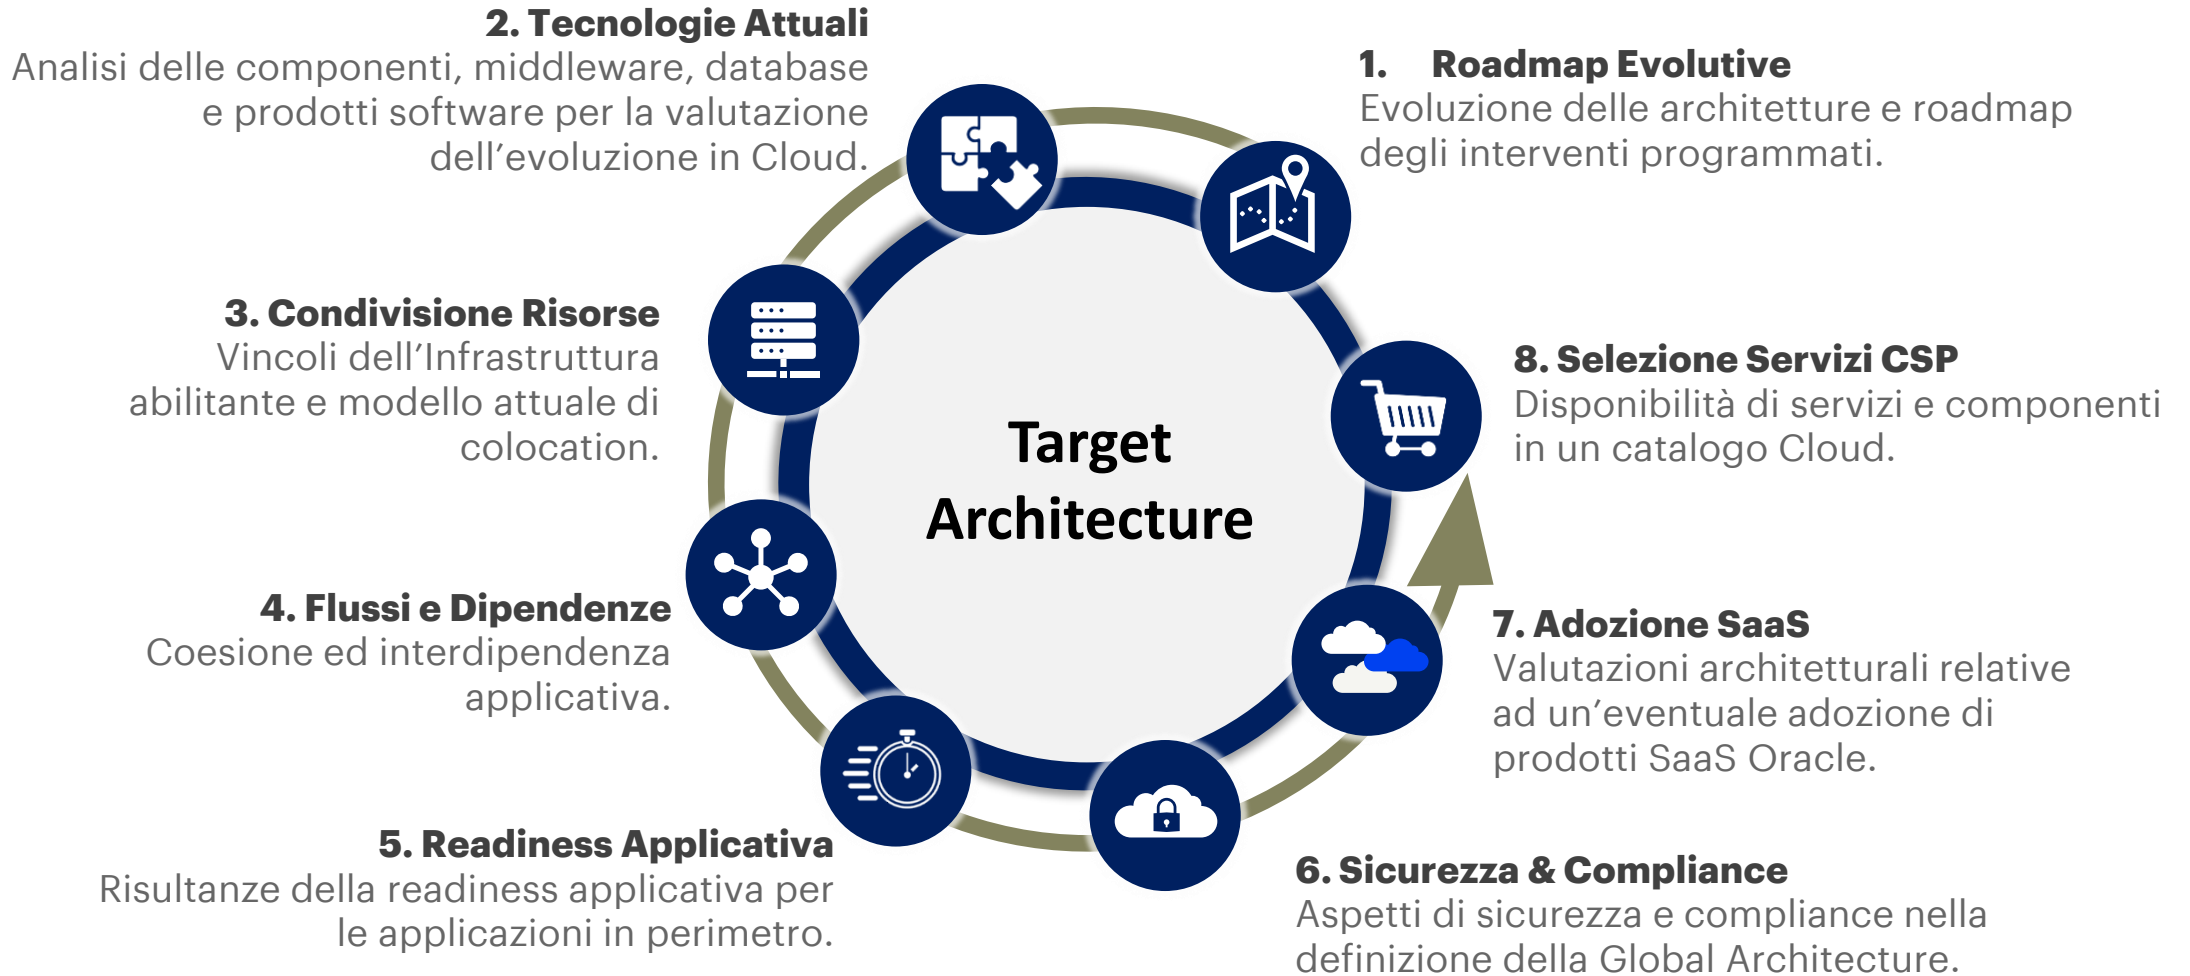 2. Tecnologie Attuali
Analisi delle componenti, middleware, database
e prodotti software per la valutazione
dell’evoluzione in Cloud.
1. Roadmap Evolutive
Evoluzione delle architetture e roadmap
degli interventi programmati.
3. Condivisione Risorse
Vincoli dell’Infrastruttura
abilitante e modello attuale di
colocation.
8. Selezione Servizi CSP
Disponibilità di servizi e componenti
in un catalogo Cloud.
Target
Architecture
4. Flussi e Dipendenze
Coesione ed interdipendenza
applicativa.
7. Adozione SaaS
Valutazioni architetturali relative
ad un’eventuale adozione di
prodotti SaaS Oracle.
5. Readiness Applicativa
Risultanze della readiness applicativa per
le applicazioni in perimetro.
6. Sicurezza & Compliance
Aspetti di sicurezza e compliance nella
definizione della Global Architecture.